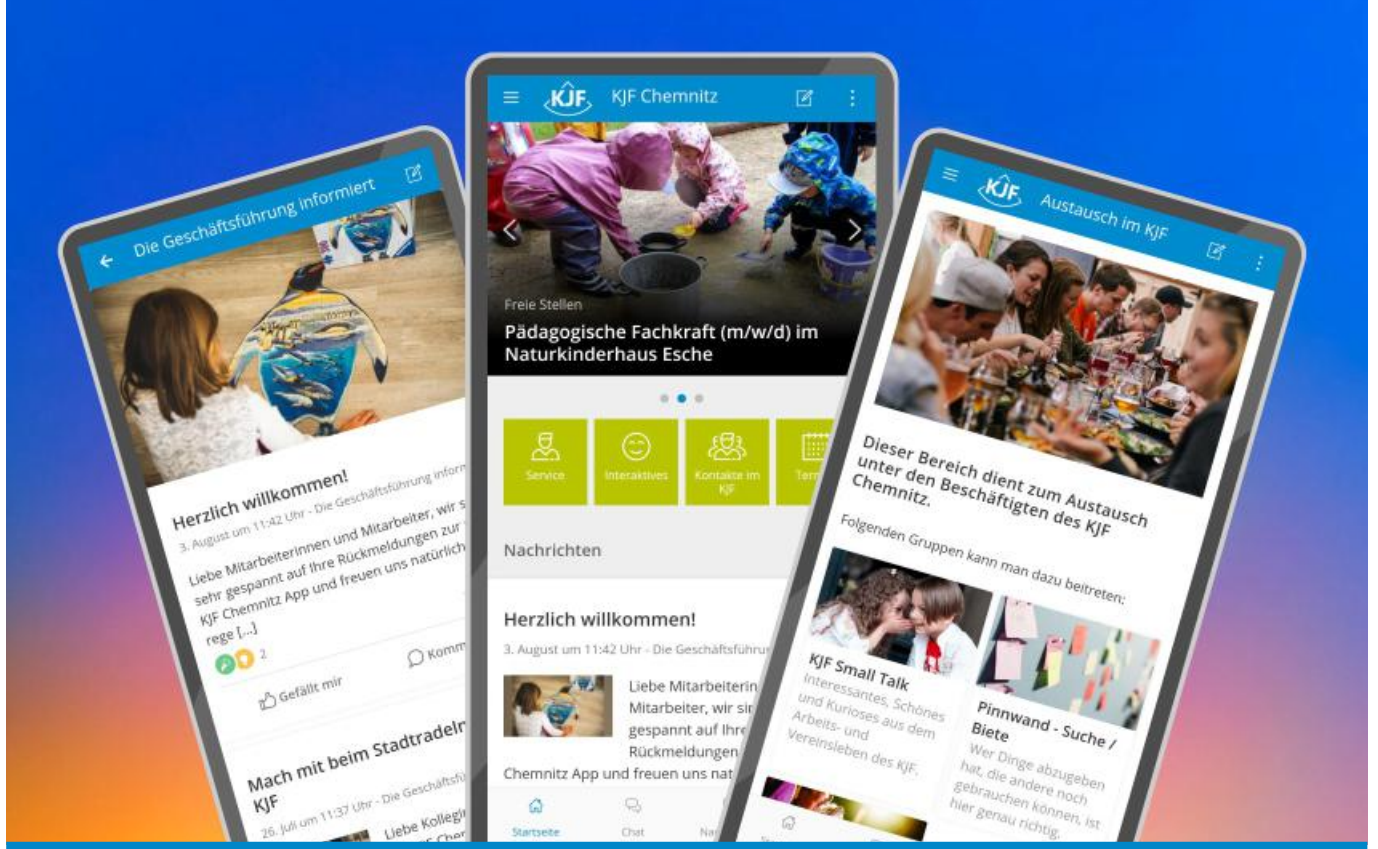 Die Geschäftsführung informiert
Herzlich willkommen!
3. August um 11:42 Uhr - Die Geschäftsführung inform
Liebe Mitarbeiterinnen und Mitarbeiter, wir s
sehr gespannt auf Ihre Rückmeldungen zur
KJF Chemnitz App und freuen uns natürlich
rege [...]
2
Gefällt mir
Komm
Mach mit beim Stadtradeln
KJF
26. Juli um 11:37 Uhr - Die Geschäftsfü
Liebe Kollegi
KJF
KJF Chemnitz
Freie Stellen
Pädagogische Fachkraft (m/w/d) im
Naturkinderhaus Esche
Service
Interaktives
Kontakte im
KJF
Term
Nachrichten
Herzlich willkommen!
3. August um 11:42 Uhr - Die Geschäftsführu
Liebe Mitarbeiterin
Mitarbeiter, wir sin
gespannt auf Ihre
Rückmeldungen
Chemnitz App und freuen uns nat
Startseite
Chat
Na
KJF
Austausch im KJF
Dieser Bereich dient zum Austausch
unter den Beschäftigten des KJF
Chemnitz.
Folgenden Gruppen kann man dazu beitreten:
KJF Small Talk
Interessantes, Schönes
und Kurioses aus dem
Arbeits- und
Vereinsleben des KJF.
Pinnwand - Suche /
Biete
Wer Dinge abzugeben
hat, die andere noch
gebrauchen können, ist
hier genau richtig.